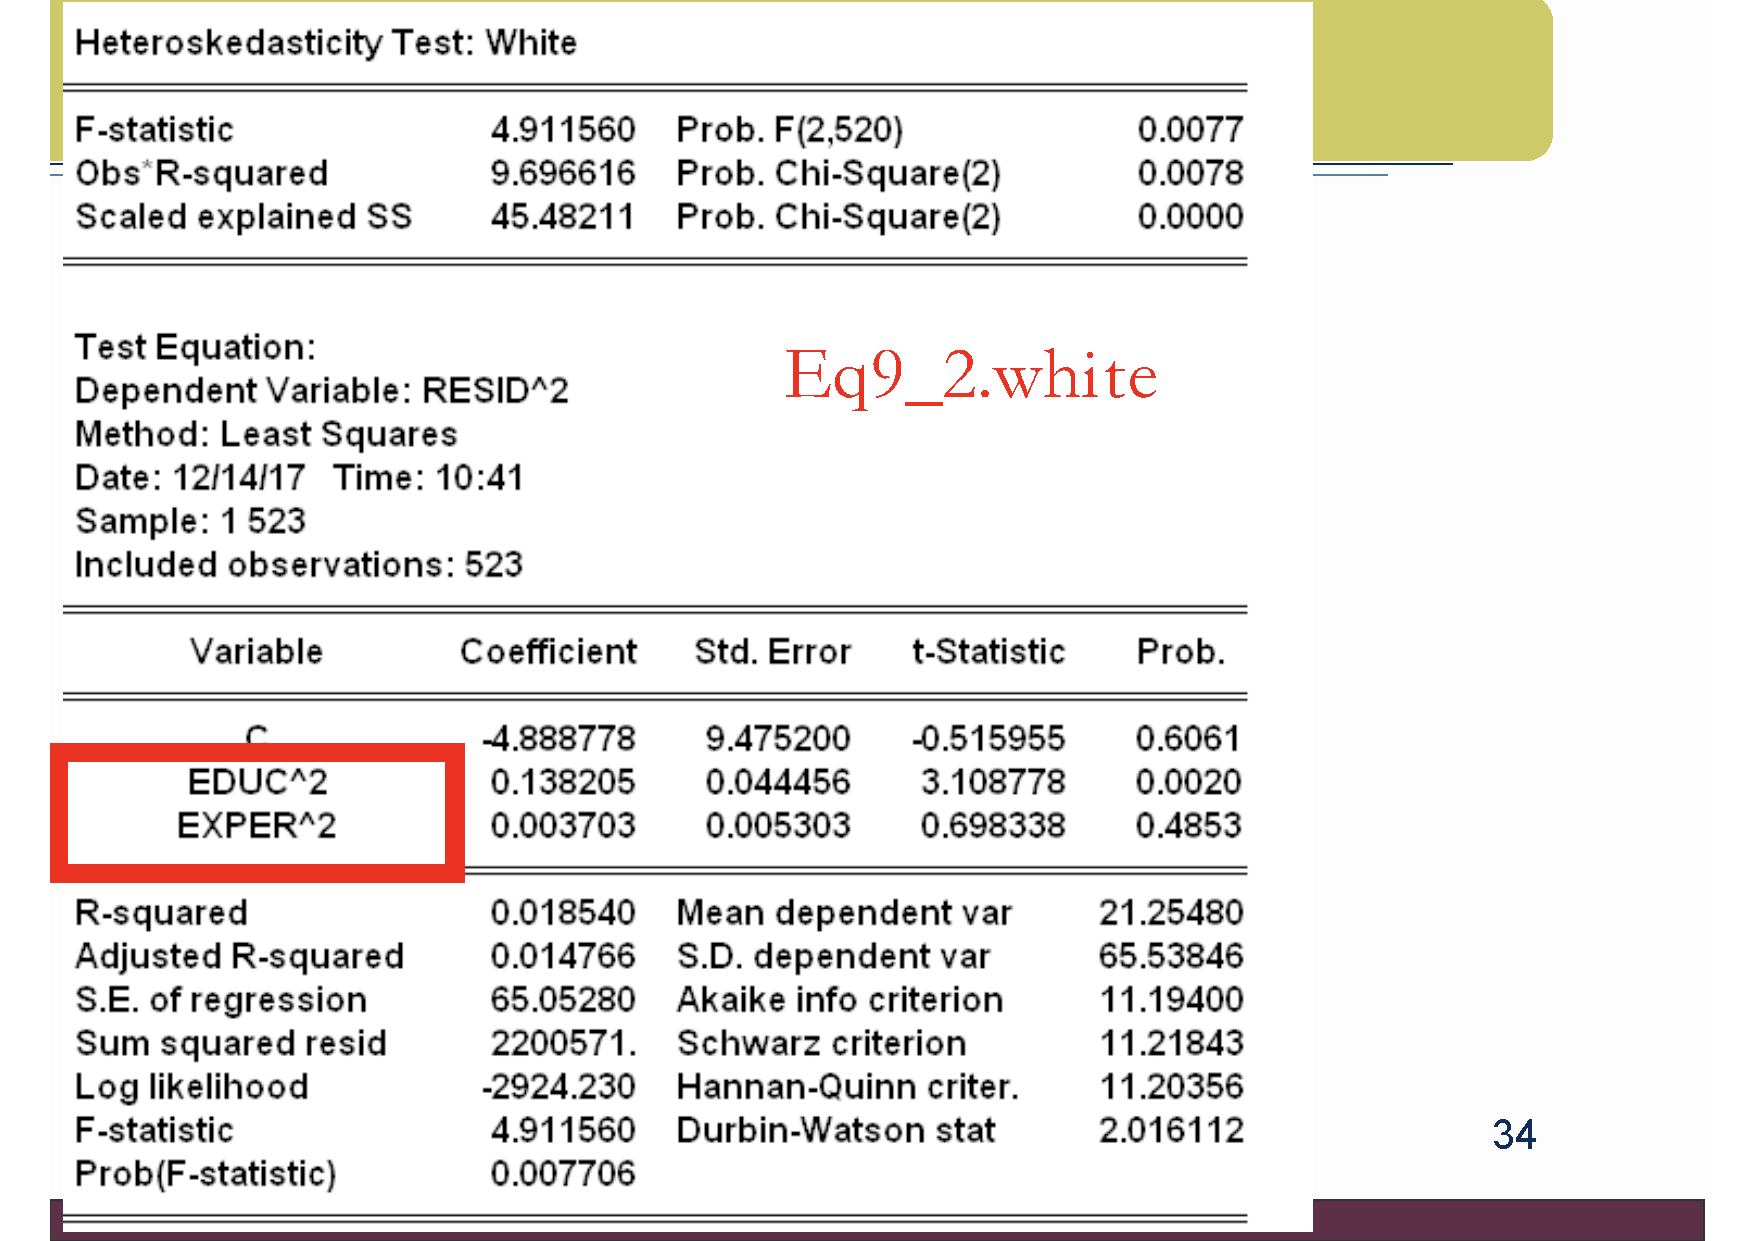 Heteroskedasticity Test: White
F-statistic 4.911560 Prob. F(2,520) 0.0077
Obs*R-squared 9.696616 Prob. Chi-Square(2) 0.0078
Scaled explained SS 45.48211 Prob. Chi-Square(2) 0.0000
Test Equation:
Eq9_2.white
Dependent Variable: RESID^2
Method: Least Squares
Date: 12/14/17 Time: 10:41
Sample: 1 523
Included observations: 523
Variable Coefficient Std. Error t-Statistic Prob.
C -4.888778 9.475200 -0.515955 0.6061
EDUC^2 0.138205 0.044456 3.108778 0.0020
EXPER^2 0.003703 0.005303 0.698338 0.4853
R-squared 0.018540 Mean dependent var 21.25480
Adjusted R-squared 0.014766 S.D. dependent var 65.53846
S.E. of regression 65.05280 Akaike info criterion 11.19400
Sum squared resid 2200571. Schwarz criterion 11.21843
Log likelihood -2924.230 Hannan-Quinn criter. 11.20356
F-statistic 4.911560 Durbin-Watson stat 2.016112
Prob(F-statistic) 0.007706
34